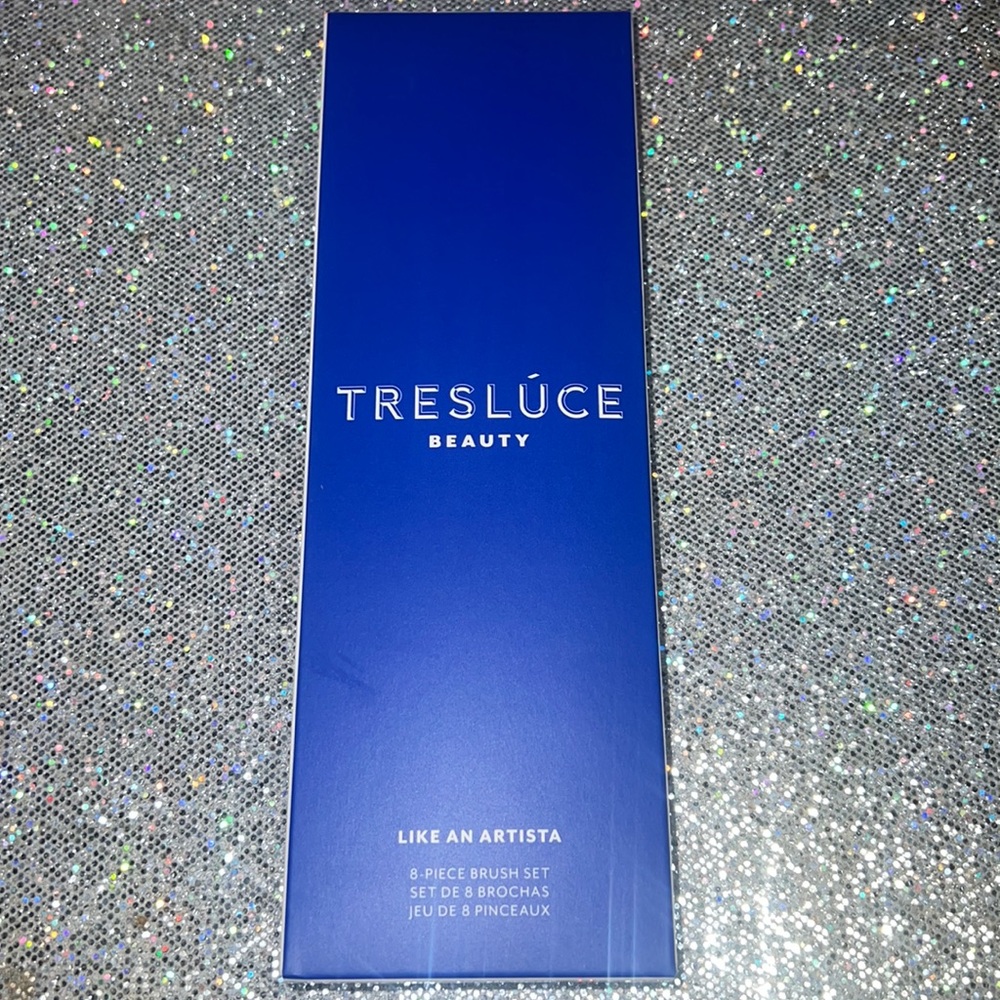 TRESLÚCE
BEAUTY
LIKE AN ARTISTA
8-PIECE BRUSH SET
SET DE 8 BROCHAS
JEU DE 8 PINCEAUX